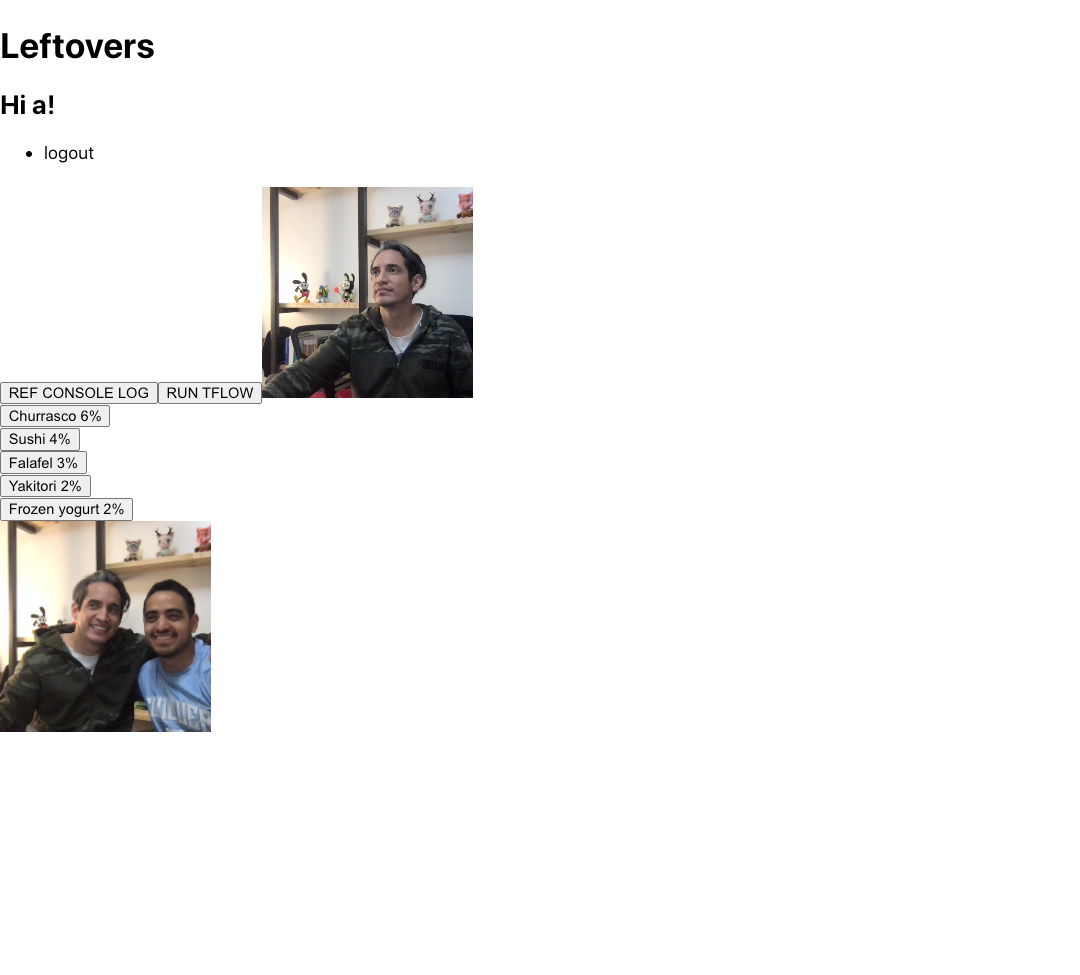 Leftovers
Hi a!
logout
REF CONSOLE LOG RUN TFLOW
Churrasco 6%
Sushi 4%
Falafel 3%
Yakitori 2%
Frozen yogurt 2%